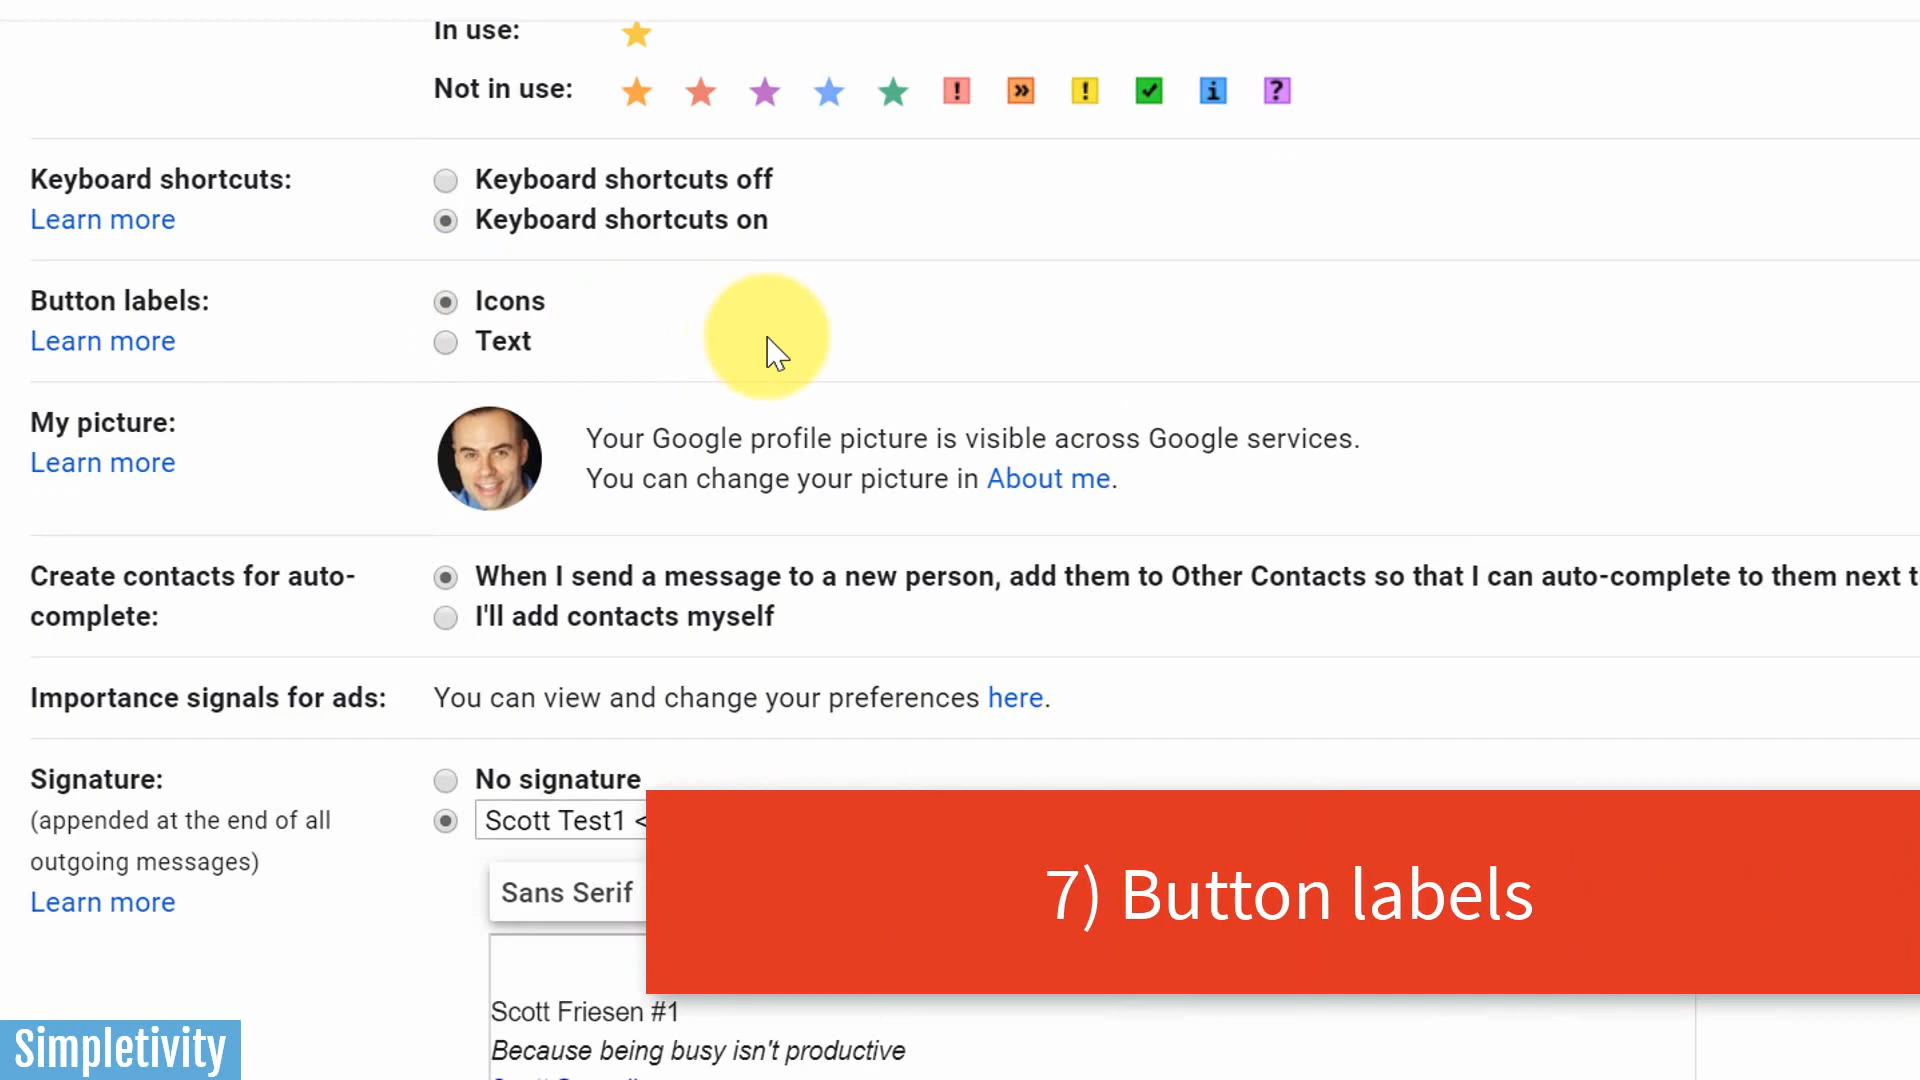 In use:
Not in use:
Keyboard shortcuts:
Keyboard shortcuts off
Learn more
Keyboard shortcuts on
Button labels:
Icons
Learn more
Text
My picture:
Learn more
Your Google profile picture is visible across Google services.
You can change your picture in About me.
Create contacts for auto-
complete:
When I send a message to a new person, add them to Other Contacts so that I can auto-complete to them next
I'll add contacts myself
Importance signals for ads:
You can view and change your preferences here.
Signature:
(appended at the end of all
outgoing messages)
Learn more
No signature
Scott Test1 <
Sans Serif
7) Button labels
Scott Friesen #1
Because being busy isn't productive
Simpletivity